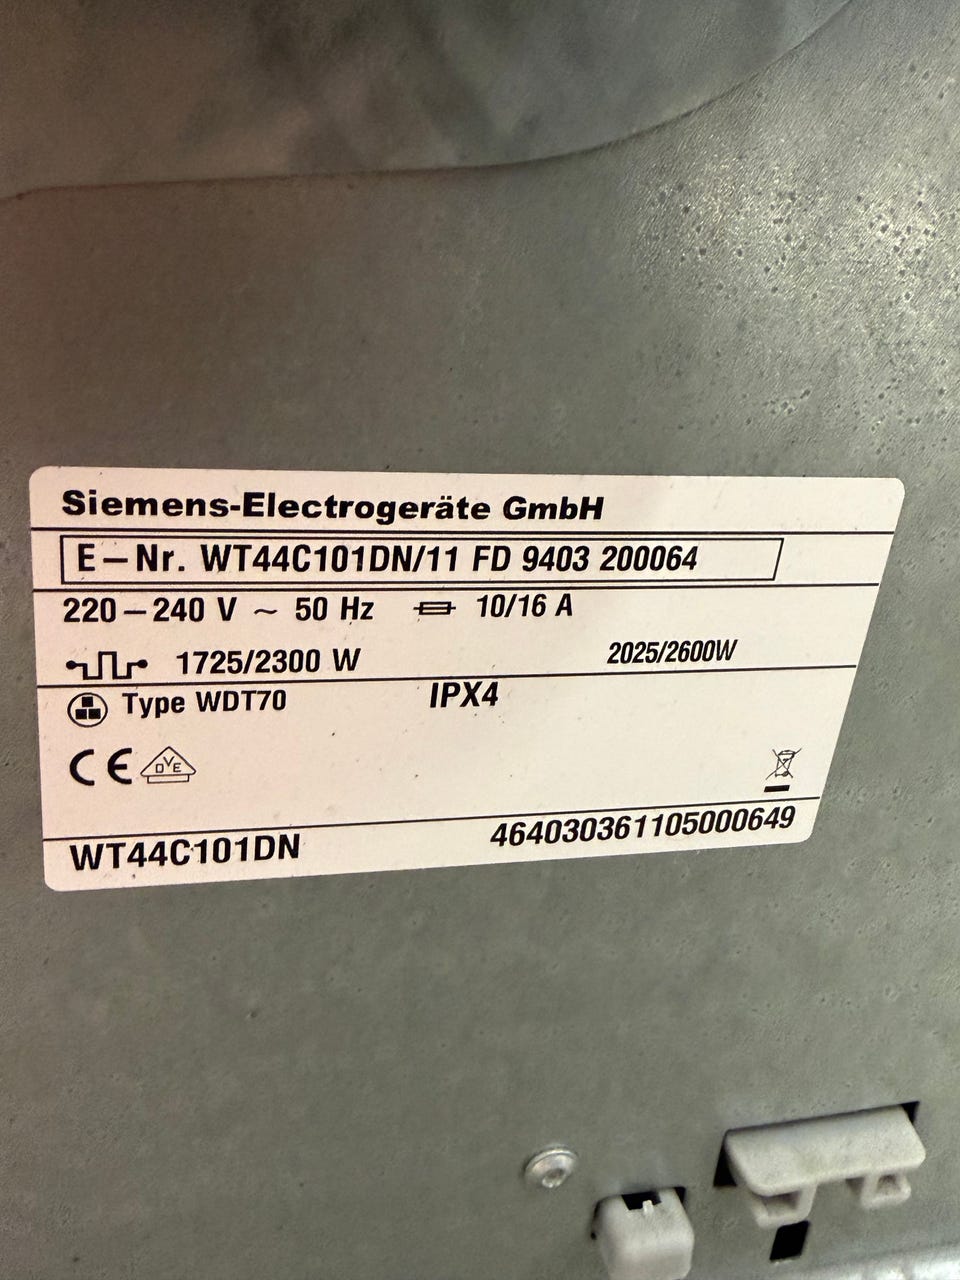 Siemens-Electrogeräte GmbH
E-Nr. WT44C101DN/11 FD 9403 200064
220-240 V ~ 50 Hz 10/16 A
1725/2300 W 2025/2600W
Type WDT70 IPX4
CE DVE
WT44C101DN 464030361105000649